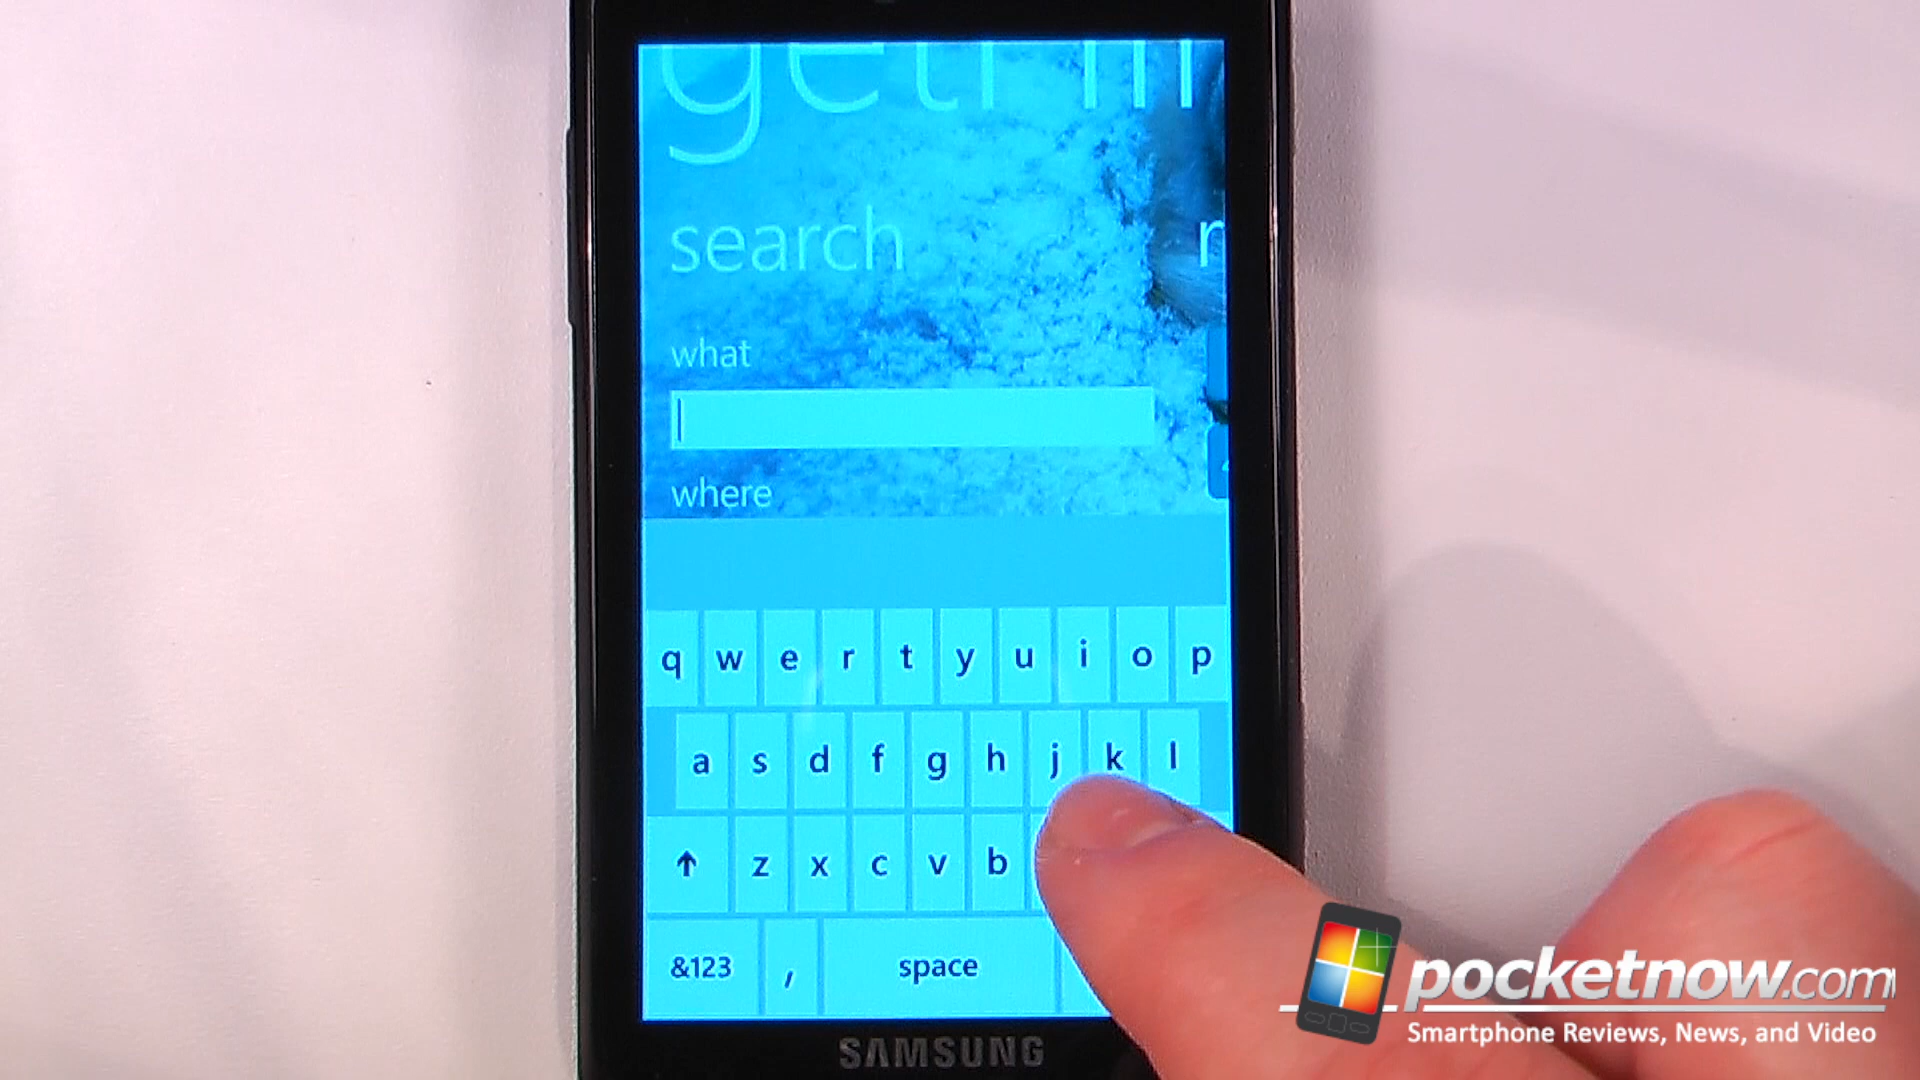 search
what
where
q w e r t y u i o p
a s d f g h j k l
z x c v b
&123 , space
SAMSUNG
pocketnow.com
Smartphone Reviews, News, and Video